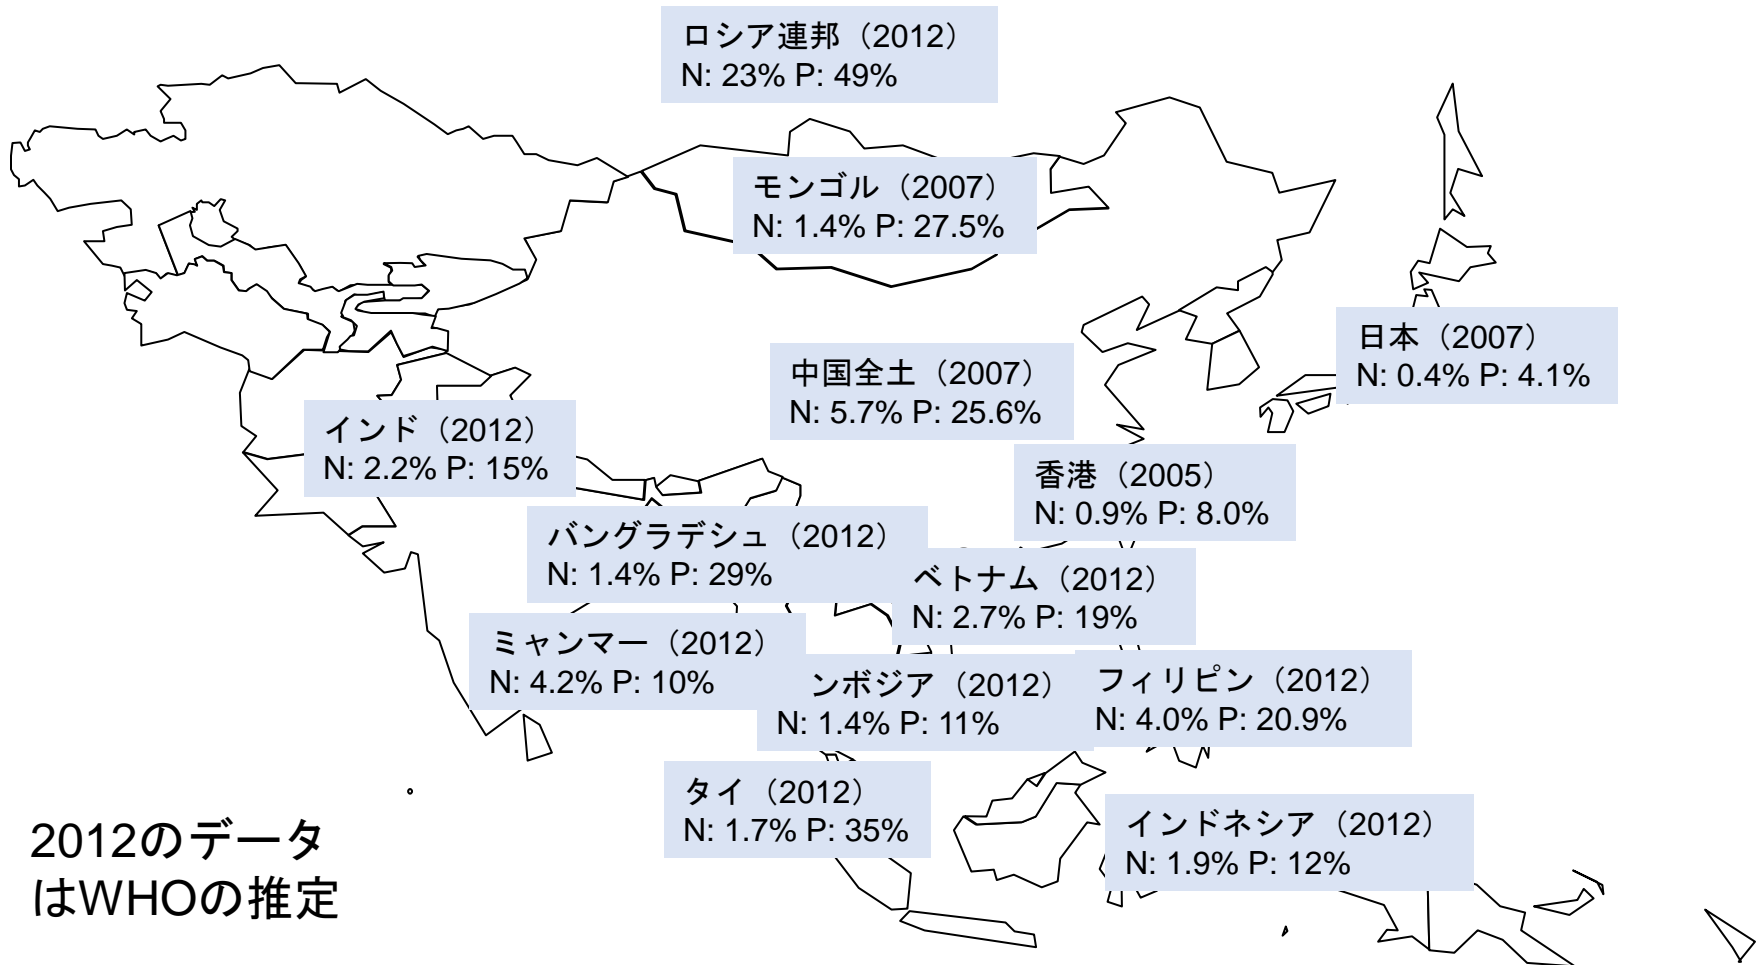 ロシア連邦（2012）
N: 23% P: 49%
モンゴル（2007）
N: 1.4% P: 27.5%
日本（2007）
N: 0.4% P: 4.1%
中国全土（2007）
N: 5.7% P: 25.6%
インド（2012）
N: 2.2% P: 15%
香港（2005）
N: 0.9% P: 8.0%
バングラデシュ（2012）
N: 1.4% P: 29%
ベトナム（2012）
N: 2.7% P: 19%
ミャンマー（2012）
N: 4.2% P: 10%
ンボジア（2012）
N: 1.4% P: 11%
フィリピン（2012）
N: 4.0% P: 20.9%
タイ（2012）
N: 1.7% P: 35%
インドネシア（2012）
N: 1.9% P: 12%
2012のデータ
はWHOの推定